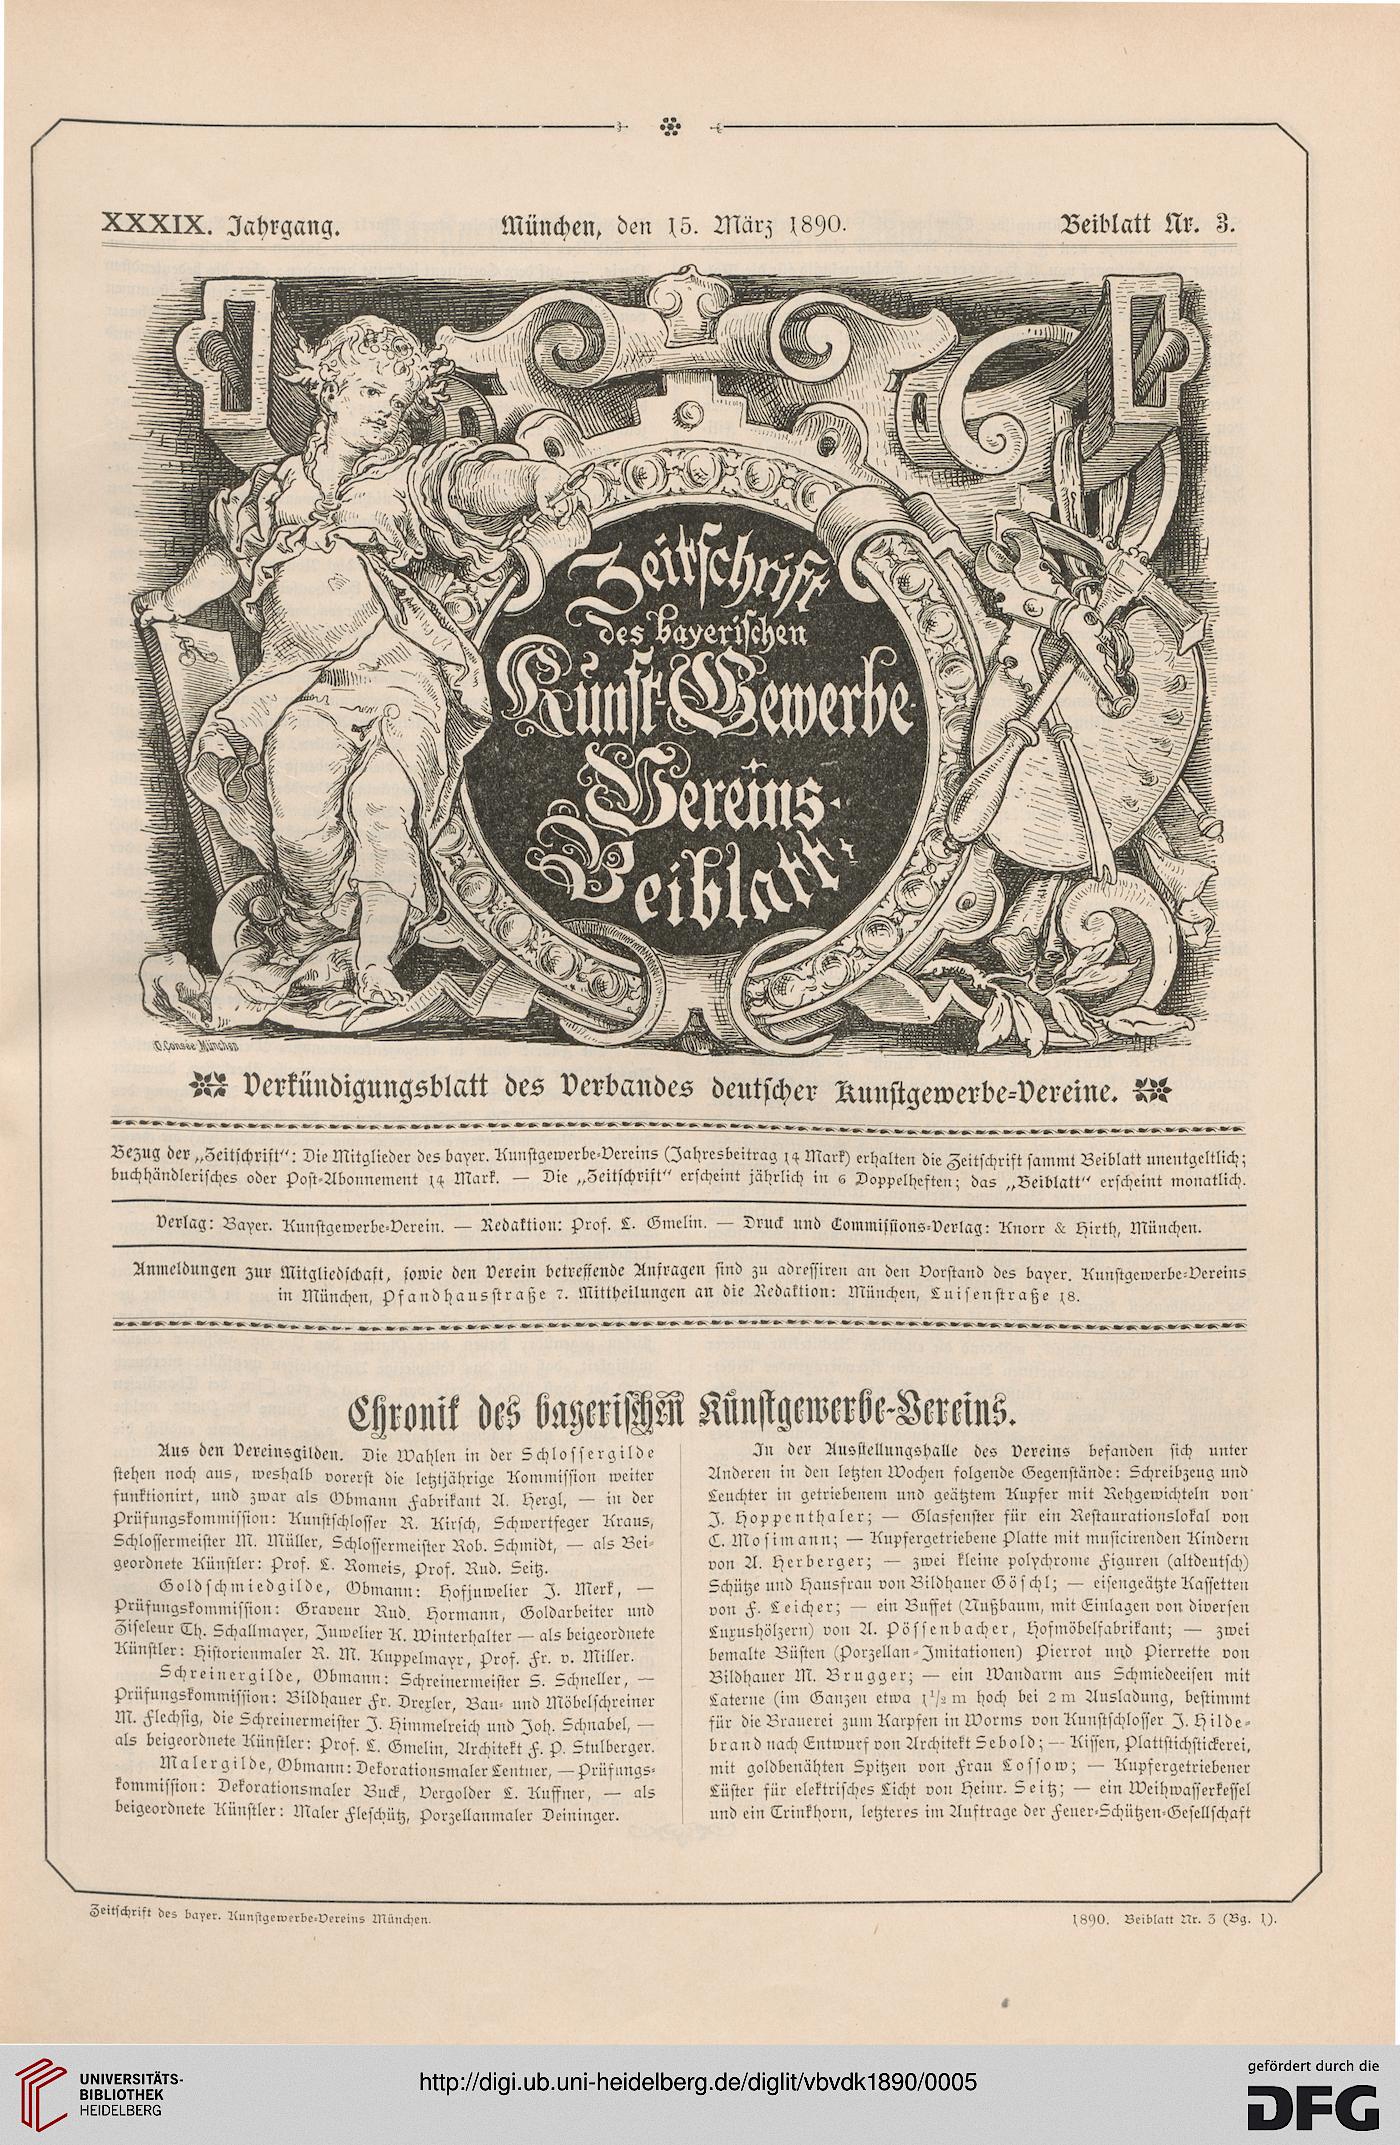 XXXIX. Jahrgang. München, den 15. März 1890. Beiblatt Nr. 3.
Zeitschrift
des bayerischen
Kunst-Gewerbe-
Vereins.
Beiblatt.
O. Consée München
Verkündigungsblatt des Verbandes deutscher Kunstgewerbe-Vereine.
Bezug der „Zeitschrift“: Die Mitglieder des bayer. Kunstgewerbe-Vereins (Jahresbeitrag 14 Mark) erhalten die Zeitschrift sammt Beiblatt unentgeltlich;
buchhändlerisches oder Post-Abonnement 14 Mark. — Die „Zeitschrift“ erscheint jährlich in 6 Doppelheften; das „Beiblatt“ erscheint monatlich.
Verlag: Bayer. Kunstgewerbe-Verein. — Redaktion: Prof. L. Gmelin. — Druck und Commissions-Verlag: Knorr & Hirth, München.
Anmeldungen zur Mitgliedschaft, sowie den Verein betreffende Anfragen sind zu adressiren an den Vorstand des bayer. Kunstgewerbe-Vereins
in München, Pfandhausstraße 7. Mittheilungen an die Redaktion: München, Luisenstraße 18.
Chronik des bayerischen Kunstgewerbe-Vereins.
Aus den Vereinsgilden. Die Wahlen in der Schlossergilde
stehen noch aus, weshalb vorerst die letztjährige Kommission weiter
funktionirt, und zwar als Obmann Fabrikant A. Hergl, — in der
Prüfungskommission: Kunstschlosser R. Kirsch, Schwertfeger Kraus,
Schlossermeister M. Müller, Schlossermeister Rob. Schmidt, — als Bei-
geordnete Künstler: Prof. L. Romeis, Prof. Rud. Seitz.
Goldschmiedgilde, Obmann: Hofjuwelier J. Merk, —
Prüfungskommission: Graveur Rud. Hormann, Goldarbeiter und
Ziseleur Th. Schallmayer, Juwelier K. Winterhalter — als beigeordnete
Künstler: Historienmaler R. M. Kuppelmayr, Prof. Fr. v. Miller.
Schreinergilde, Obmann: Schreinermeister S. Schneller, —
Prüfungskommission: Bildhauer Fr. Drexler, Bau- und Möbelschreiner
M. Flechsig, die Schreinermeister J. Himmelreich und Joh. Schnabel, —
als beigeordnete Künstler: Prof. L. Gmelin, Architekt F. P. Stulberger.
Malergilde, Obmann: Dekorationsmaler Lentner, — Prüfungs-
kommission: Dekorationsmaler Buck, Vergolder C. Kuffner, — als
beigeordnete Künstler: Maler Fleschütz, Porzellanmaler Deininger.
In der Ausstellungshalle des Vereins befanden sich unter
Anderen in den letzten Wochen folgende Gegenstände: Schreibzeug und
Leuchter in getriebenem und geätztem Kupfer mit Rehgewichteln von
J. Hoppenthaler; — Glasfenster für ein Restaurationslokal von
C. Mosimann; — Kupfergetriebene Platte mit musicirenden Kindern
von A. Herberger; — zwei kleine polychrome Figuren (altdeutsch)
Schütze und Hausfrau von Bildhauer Göschl; — eisengeätzte Kassetten
von F. Leicher; — ein Buffet (Nußbaum, mit Einlagen von diversen
Luxushölzern) von A. Pössenbacher, Hofmöbelfabrikant; — zwei
bemalte Büsten (Porzellan-Imitationen) Pierrot und Pierrette von
Bildhauer M. Brugger; — ein Wandarm aus Schmiedeeisen mit
Laterne (im Ganzen etwa 1½ m hoch bei 2 m Ausladung, bestimmt
für die Brauerei zum Karpfen in Worms von Kunstschlosser J. Hilde-
brand nach Entwurf von Architekt Sebold; — Kissen, Plattstichstickerei,
mit goldbenähten Spitzen von Frau Lossow; — Kupfergetriebener
Lüster für elektrisches Licht von Heinr. Seitz; — ein Weihwasserkessel
und ein Trinkhorn, letzteres im Auftrage der Feuer-Schützen-Gesellschaft
Zeitschrift des bayer. Kunstgewerbe-Vereins München.
1890. Beiblatt Nr. 3 (Bg. 1).
UNIVERSITÄTS-
BIBLIOTHEK
HEIDELBERG
http://digi.ub.uni-heidelberg.de/diglit/vbvdk1890/0005
gefördert durch die
DFG